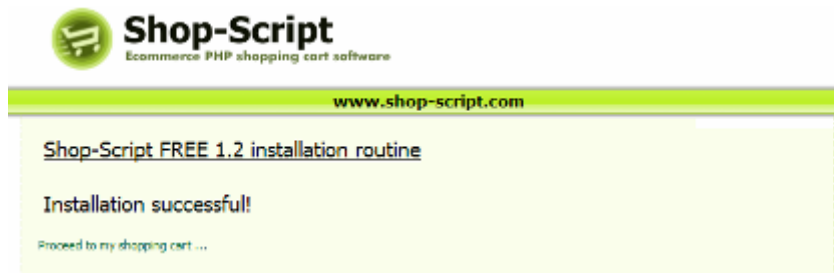 Shop-Script
Ecommerce PHP shopping cart software
www.shop-script.com
Shop-Script FREE 1.2 installation routine
Installation successful!
Proceed to my shopping cart ...